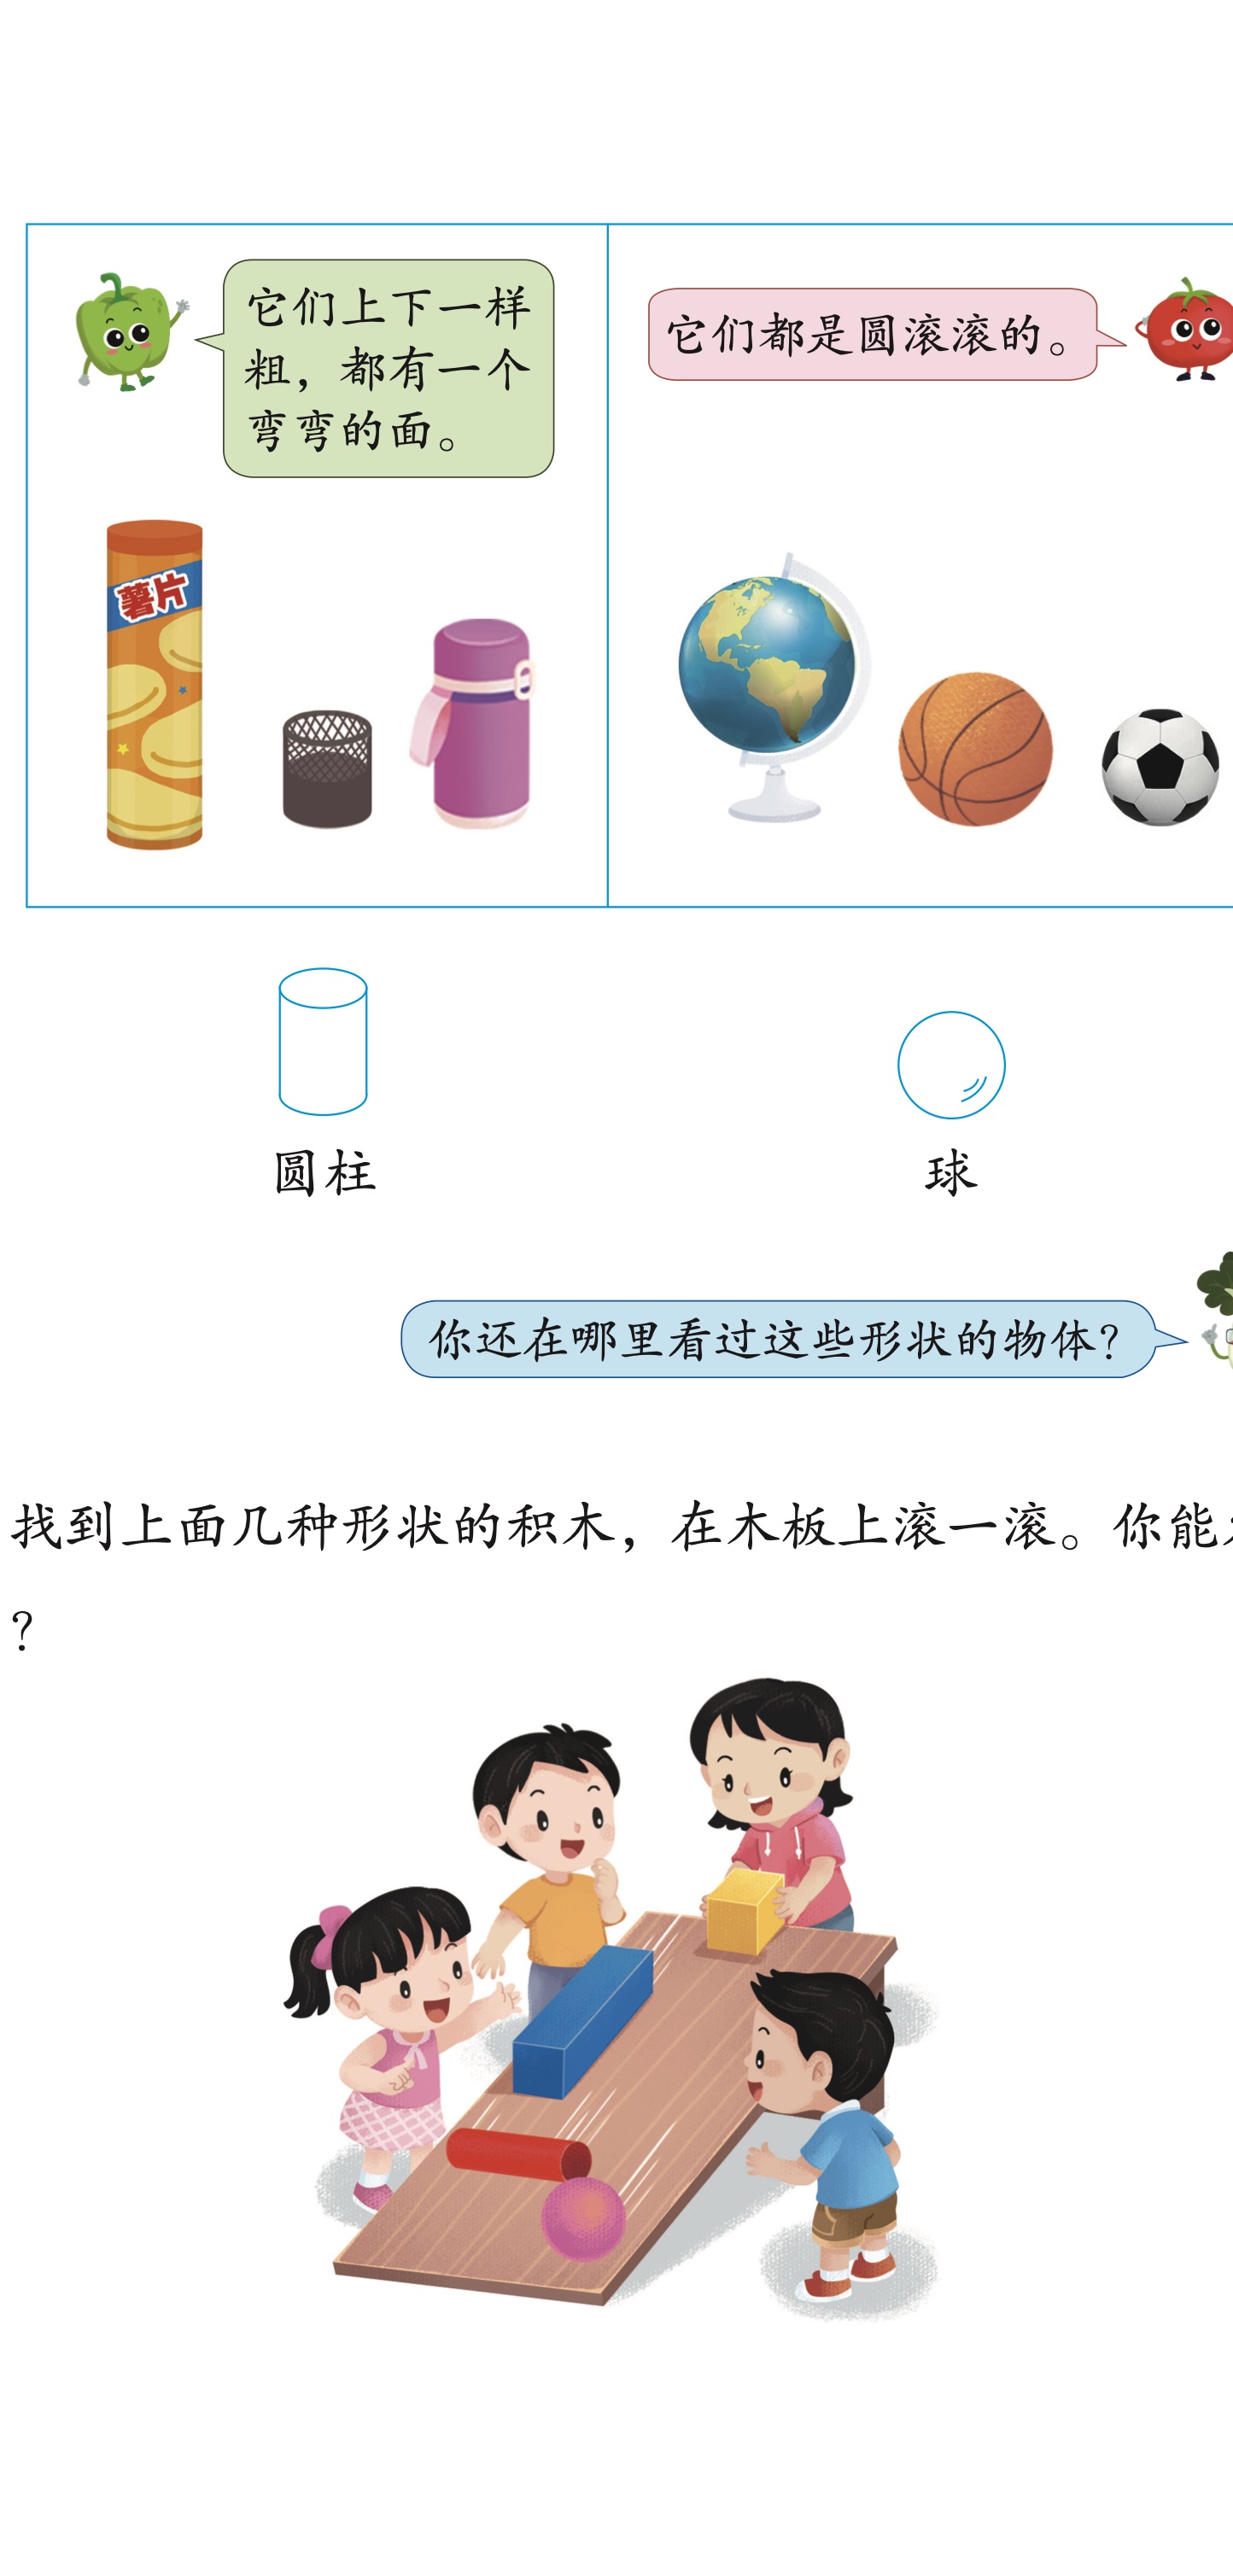 它们上下一样
粗，都有一个
弯弯的面。
它们都是圆滚滚的。
薯片
圆柱
球
你还在哪里看过这些形状的物体？
找到上面几种形状的积木，在木板上滚一滚。你能
？